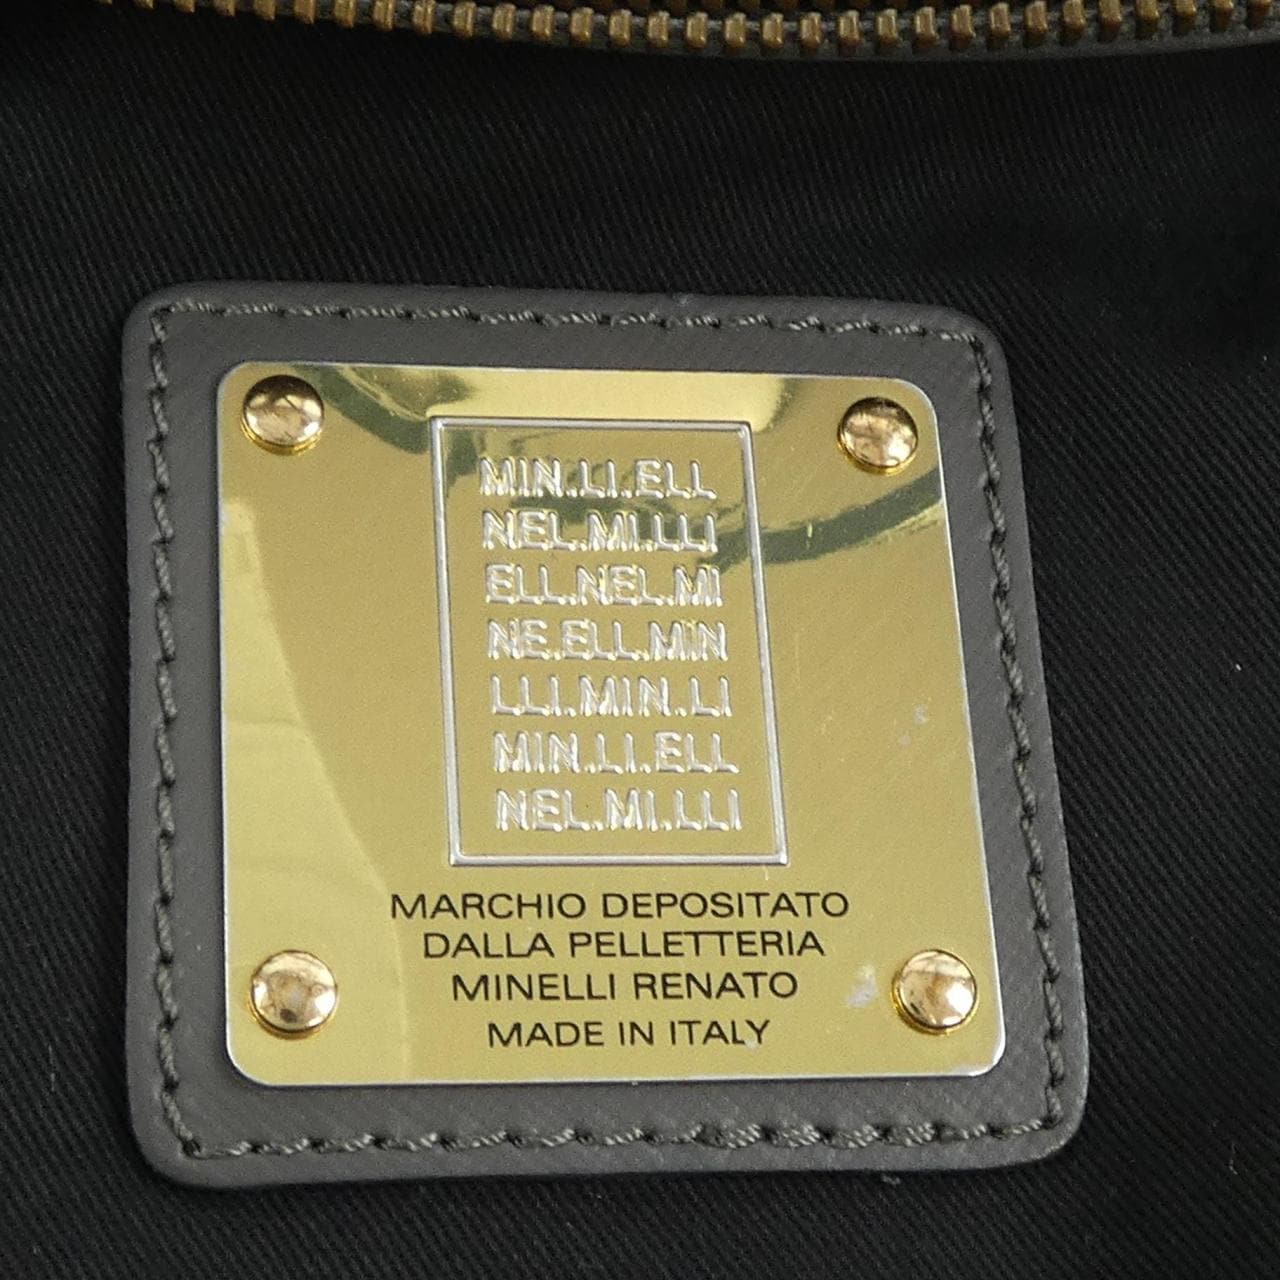 MIN.LI.ELL
NEL.MI.LLI
ELL.NEL.MI
NE.ELL.MIN
LLI.MIN.LI
MIN.LI.ELL
NEL.MI.LLI
MARCHIO DEPOSITATO
DALLA PELLETTERIA
MINELLI RENATO
MADE IN ITALY